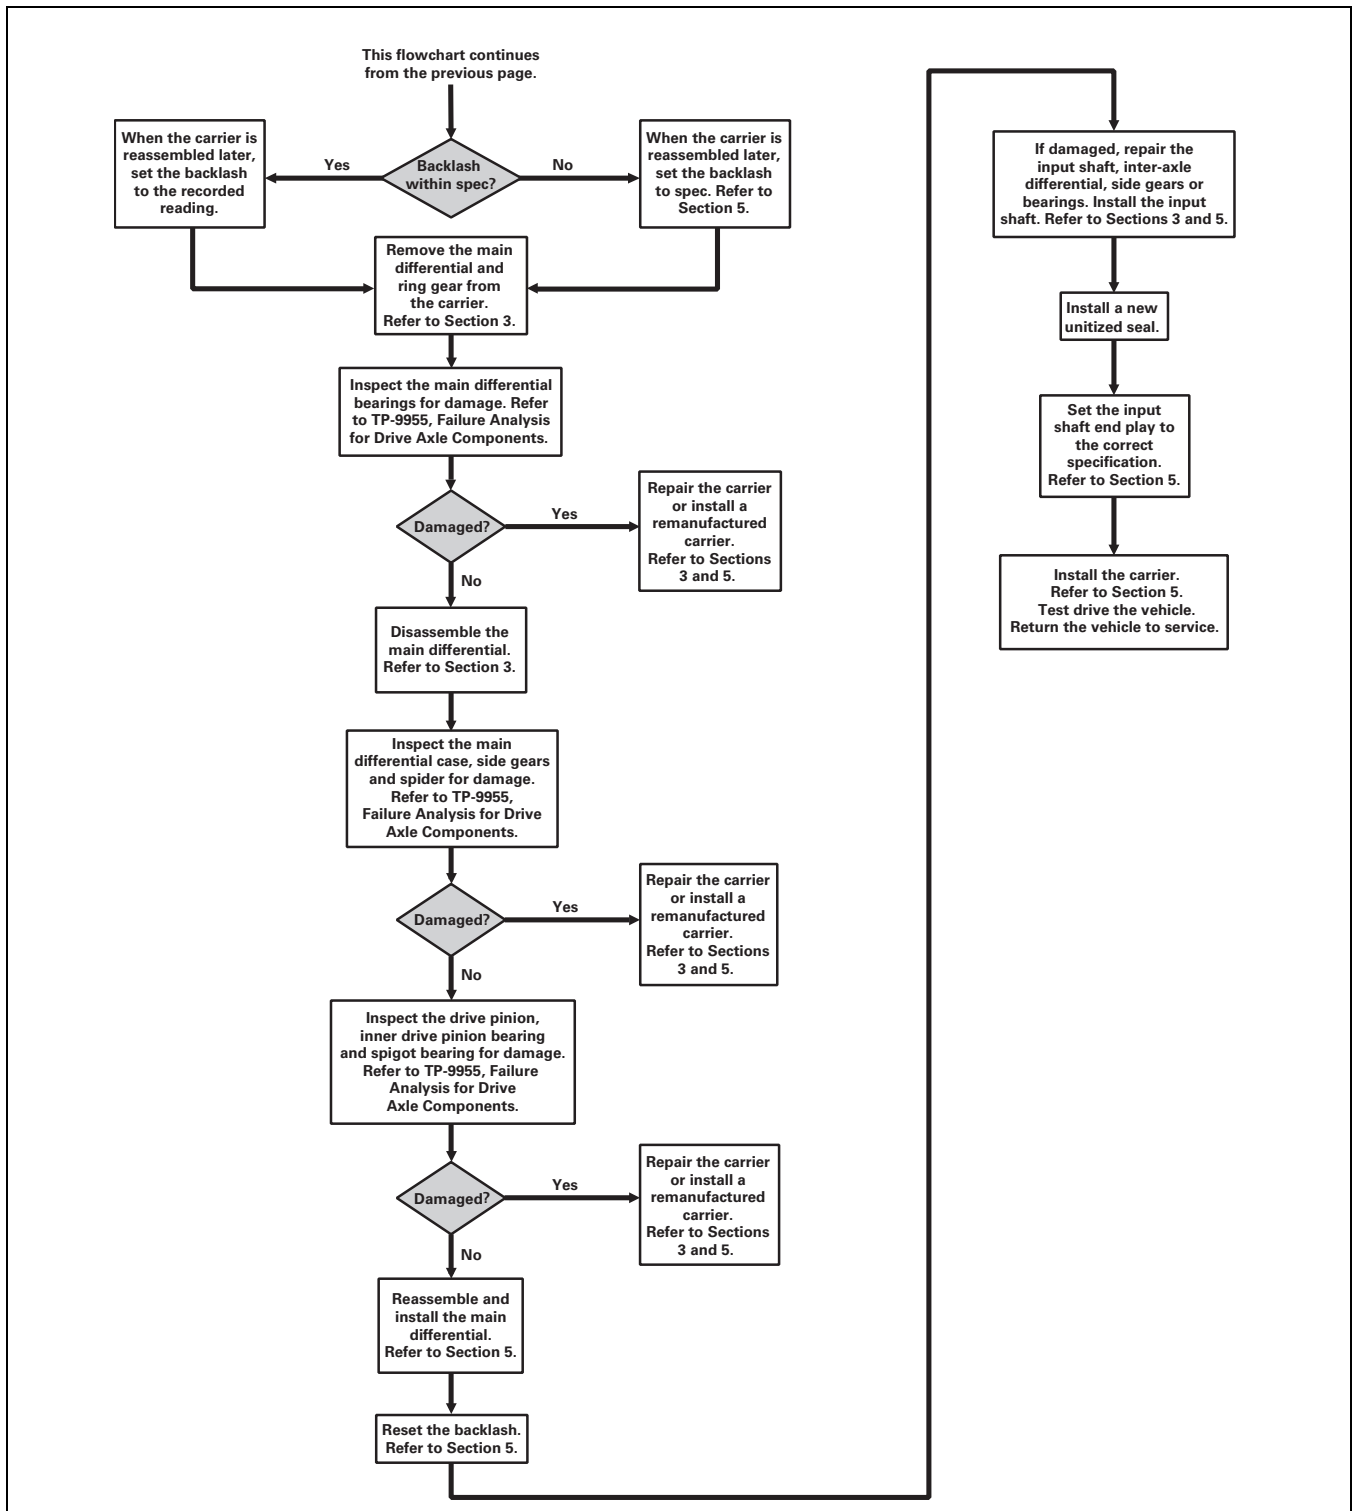 This flowchart continues
from the previous page.
When the carrier is
reassembled later,
set the backlash
to the recorded
reading.
Yes
Backlash
within spec?
No
When the carrier is
reassembled later,
set the backlash
to spec. Refer to
Section 5.
Remove the main
differential and
ring gear from
the carrier.
Refer to Section 3.
Inspect the main differential
bearings for damage. Refer
to TP-9955, Failure Analysis
for Drive Axle Components.
Damaged?
Yes
Repair the carrier
or install a
remanufactured
carrier.
Refer to Sections
3 and 5.
No
Disassemble the
main differential.
Refer to Section 3.
Inspect the main
differential case, side gears
and spider for damage.
Refer to TP-9955,
Failure Analysis for Drive
Axle Components.
Damaged?
Yes
Repair the carrier
or install a
remanufactured
carrier.
Refer to Sections
3 and 5.
No
Inspect the drive pinion,
inner drive pinion bearing
and spigot bearing for damage.
Refer to TP-9955, Failure
Analysis for Drive
Axle Components.
Damaged?
Yes
Repair the carrier
or install a
remanufactured
carrier.
Refer to Sections
3 and 5.
No
Reassemble and
install the main
differential.
Refer to Section 5.
Reset the backlash.
Refer to Section 5.
If damaged, repair the
input shaft, inter-axle
differential, side gears or
bearings. Install the input
shaft. Refer to Sections 3 and 5.
Install a new
unitized seal.
Set the input
shaft end play to
the correct
specification.
Refer to Section 5.
Install the carrier.
Refer to Section 5.
Test drive the vehicle.
Return the vehicle to service.